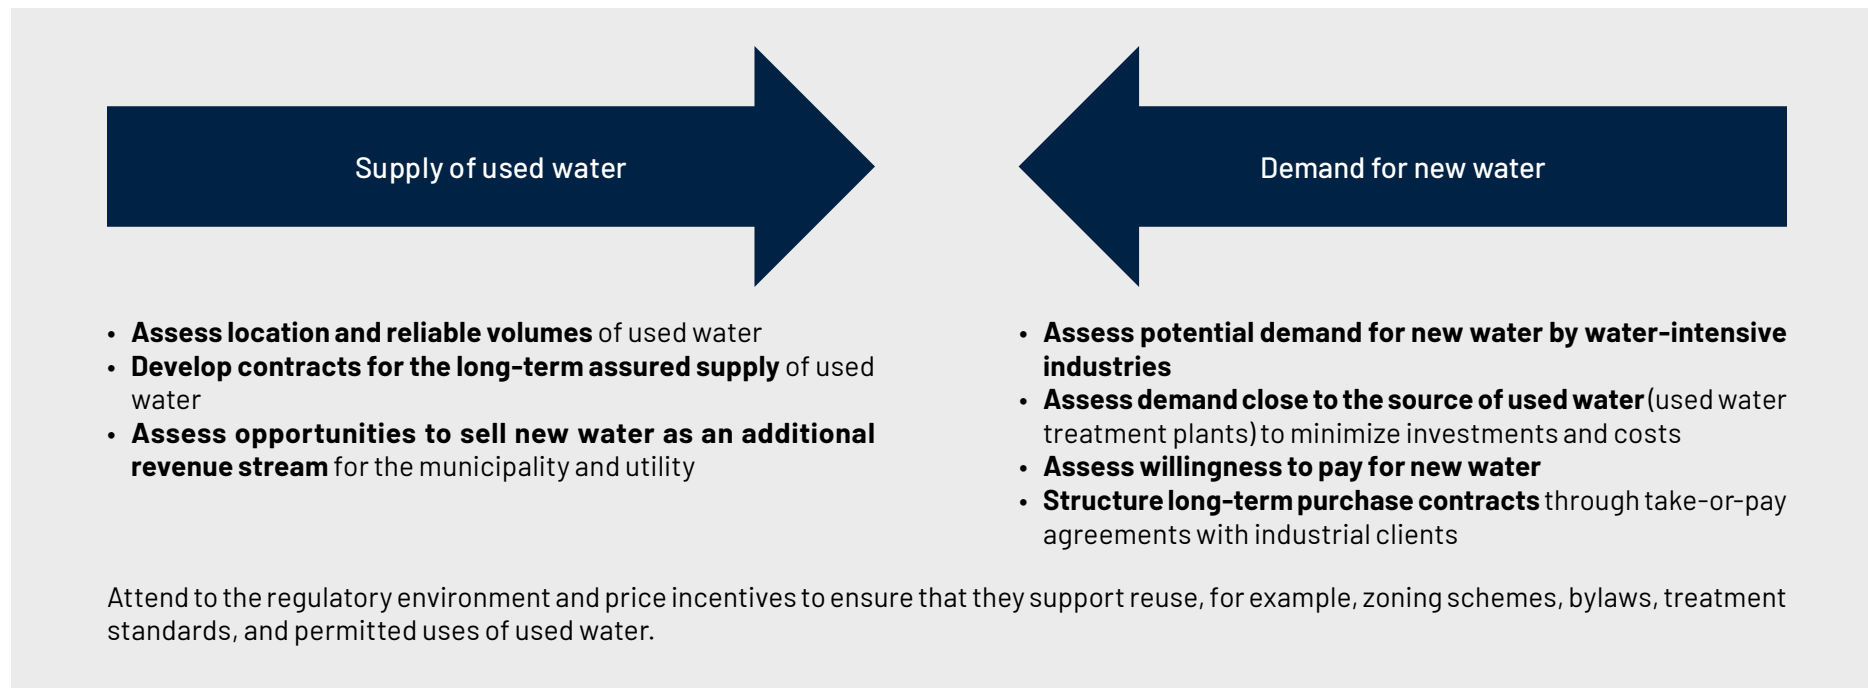 Supply of used water
Demand for new water
• Assess location and reliable volumes of used water
• Develop contracts for the long-term assured supply of used
water
• Assess opportunities to sell new water as an additional
revenue stream for the municipality and utility
• Assess potential demand for new water by water-intensive
industries
• Assess demand close to the source of used water (used water
treatment plants) to minimize investments and costs
• Assess willingness to pay for new water
• Structure long-term purchase contracts through take-or-pay
agreements with industrial clients
Attend to the regulatory environment and price incentives to ensure that they support reuse, for example, zoning schemes, bylaws, treatment
standards, and permitted uses of used water.